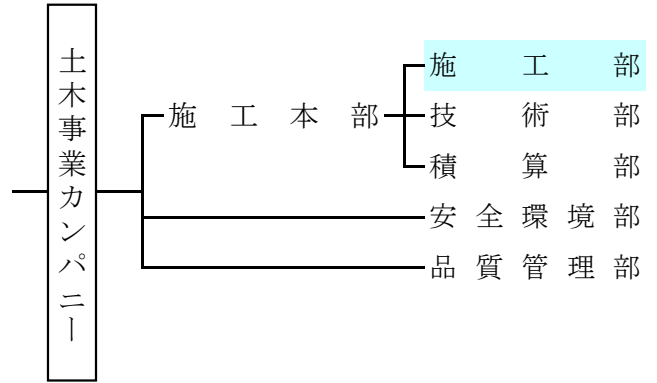 土木事業カンパニー
施工本部
施工部
技術部
積算部
安全環境部
品質管理部